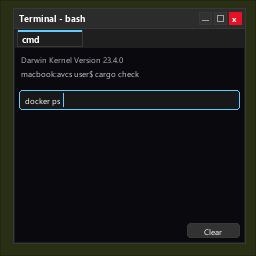 Terminal - bash
cmd
Darwin Kernel Version 23.4.0
macbook:avcs user$ cargo check
docker ps
Clear